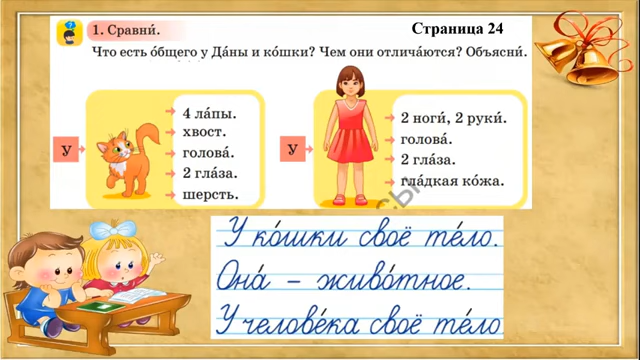 1. Сравни́. Страница 24
Что есть о́бщего у Да́ны и ко́шки? Чем они отлича́ются? Объясни́.
У
4 ла́пы.
хвост.
голова́.
2 гла́за.
шерсть.
У
2 ноги́, 2 руки́.
голова́.
2 гла́за.
гла́дкая ко́жа.
У ко́шки своё те́ло.
Она́ – живо́тное.
У челове́ка своё те́ло